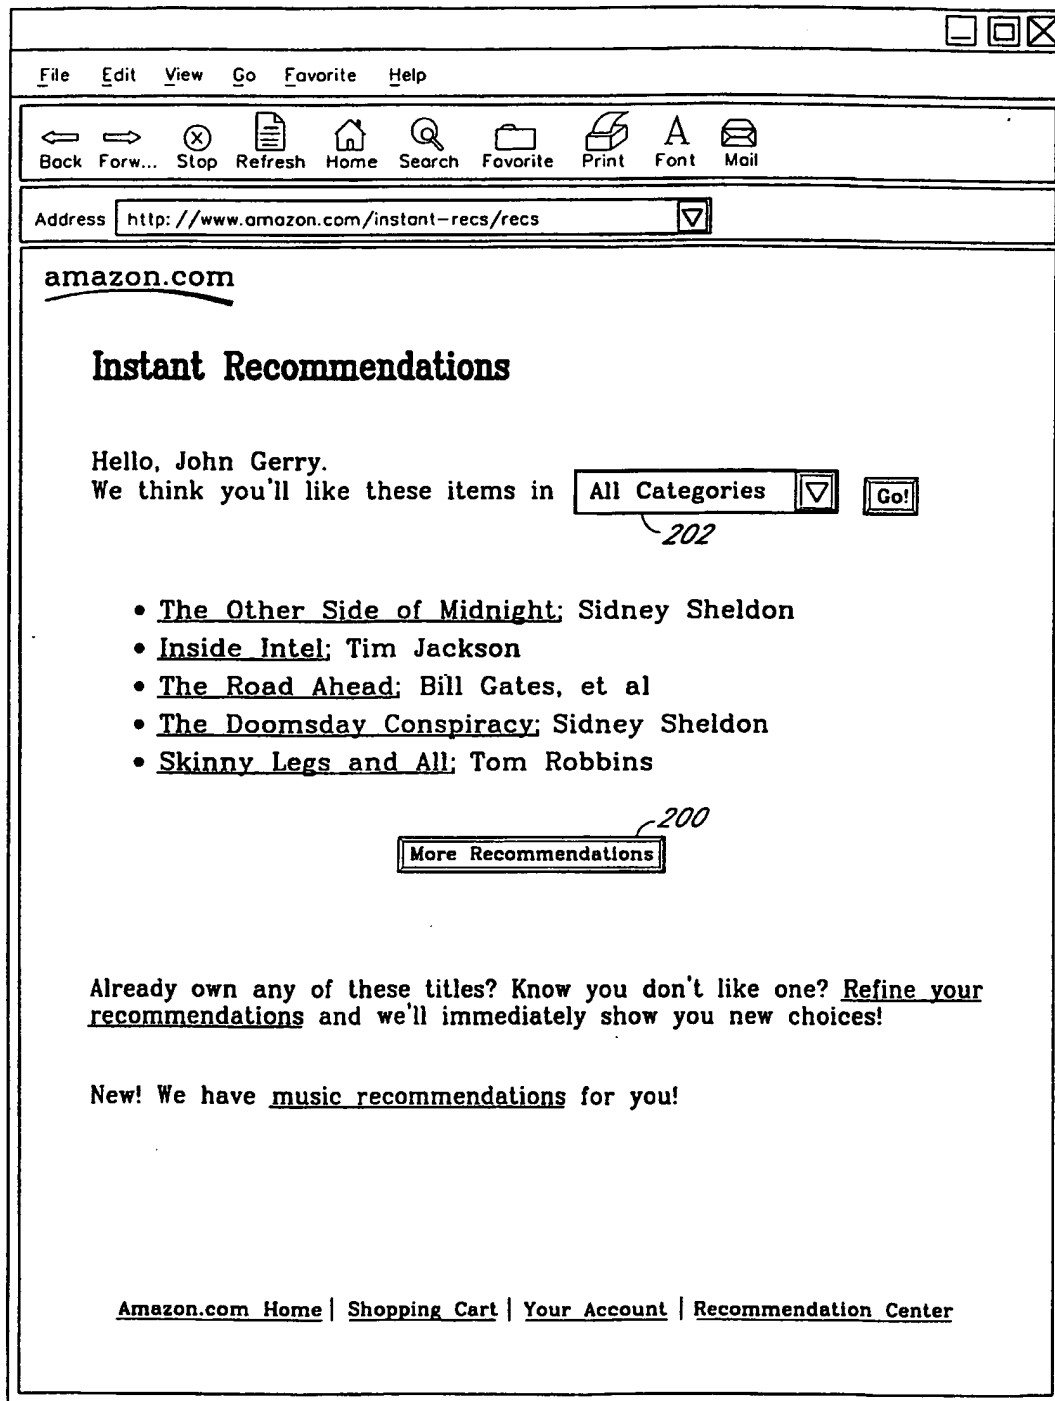 File Edit View Go Favorite Help
Back Forw... Stop Refresh Home Search Favorite Print Font Mail
Address http://www.amazon.com/instant-recs/recs
amazon.com
Instant Recommendations
Hello, John Gerry.
We think you'll like these items in All Categories Go!
202
• The Other Side of Midnight; Sidney Sheldon
• Inside Intel; Tim Jackson
• The Road Ahead; Bill Gates, et al
• The Doomsday Conspiracy; Sidney Sheldon
• Skinny Legs and All; Tom Robbins
200
More Recommendations
Already own any of these titles? Know you don't like one? Refine your
recommendations and we'll immediately show you new choices!
New! We have music recommendations for you!
Amazon.com Home | Shopping Cart | Your Account | Recommendation Center